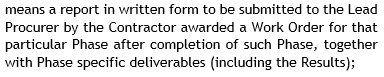 means a report in written form to be submitted to the Lead
Procurer by the Contractor awarded a Work Order for that
particular Phase after completion of such Phase, together
with Phase specific deliverables (including the Results);